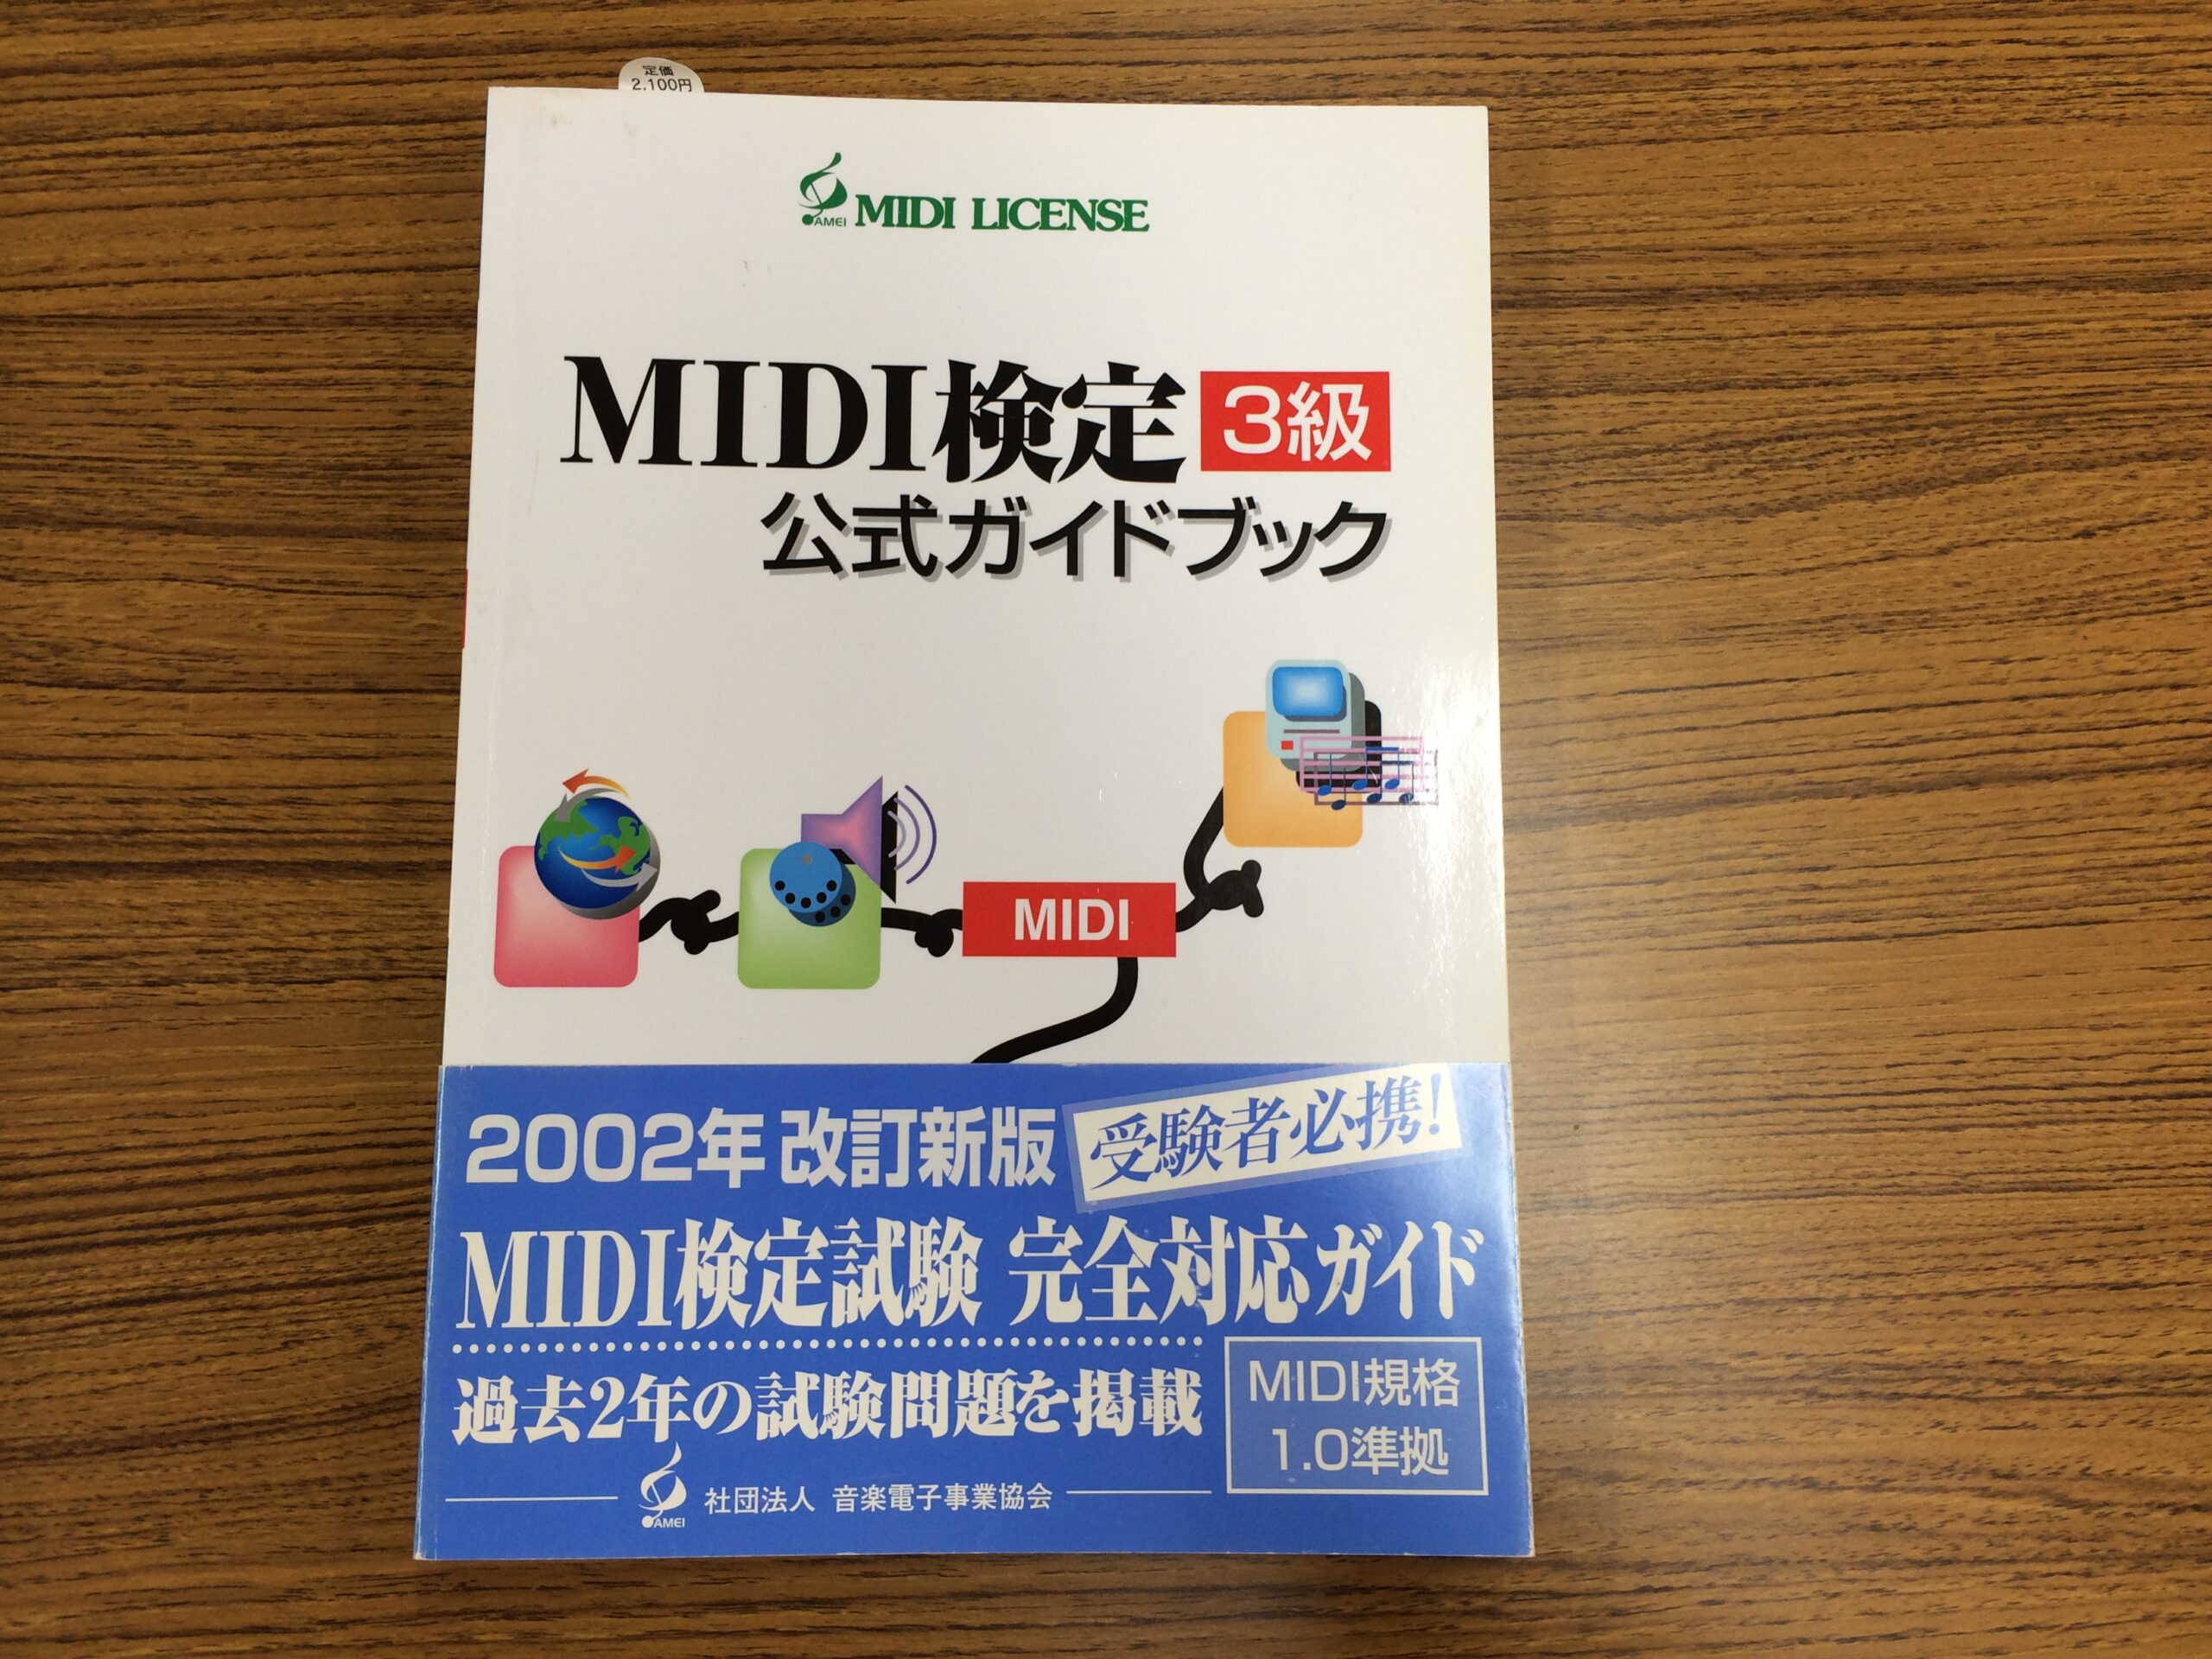 定価
2,100円
AMEI MIDI LICENSE
MIDI検定 3級
公式ガイドブック
MIDI
2002年 改訂新版 受験者必携!
MIDI検定試験 完全対応ガイド
過去2年の試験問題を掲載
MIDI規格
1.0準拠
AMEI 社団法人 音楽電子事業協会